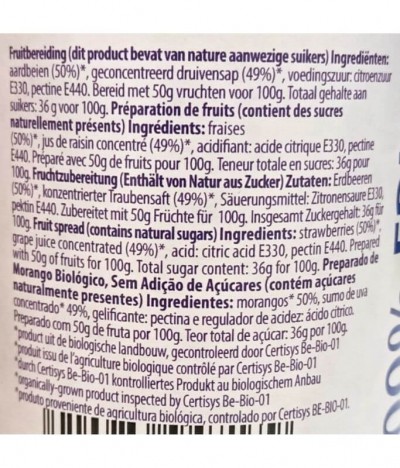 Fruitbereiding (dit product bevat van nature aanwezige suikers) Ingrediënten:
aardbeien (50%)*, geconcentreerd druivensap (49%)*, voedingszuur: citroenzuur
E330, pectine E440. Bereid met 50g vruchten voor 100g. Totaal gehalte aan
suikers: 36 g voor 100g. Préparation de fruits (contient des sucres
naturellement présents) Ingrédients: fraises
(50%)*, jus de raisin concentré (49%)*, acidifiant: acide citrique E330, pectine
E440. Préparé avec 50g de fruits pour 100g. Teneur totale en sucres: 36g pour
100g. Fruchtzubereitung (Enthält von Natur aus Zucker) Zutaten: Erdbeeren
(50%)*, konzentrierter Traubensaft (49%)*, Säuerungsmittel: Zitronensaure E330,
pektin E440. Zubereitet mit 50g Früchte für 100g. Insgesamt Zuckergehalt: 36g für
100g. Fruit spread (contains natural sugars) Ingredients: strawberries (50%)*,
grape juice concentrated (49%)*, acid: citric acid E330, pectin E440. Prepared
with 50g of fruits for 100g. Total sugar content: 36g for 100g. Preparado de
Morango Biológico, Sem Adição de Açúcares (contém açúcares
naturalmente presentes) Ingredientes: morangos* 50%, sumo de uva
concentrado* 49%, gelificante: pectina e regulador de acidez: ácido cítrico.
Preparado com 50g de fruta por 100g. Teor total de açúcar: 36g por 100g.
*product uit de biologische landbouw, gecontroleerd door Certisys Be-Bio-01
*produit issu de l'agriculture biologique contrôlé par Certisys Be-Bio-01
*durch Certisys Be-Bio-01 kontrolliertes Produkt au biologischem Anbau
*organically-grown product inspected by Certisys Be-Bio-01
*produto proveniente de agricultura biológica, controlado por Certisys BE-BIO-01.